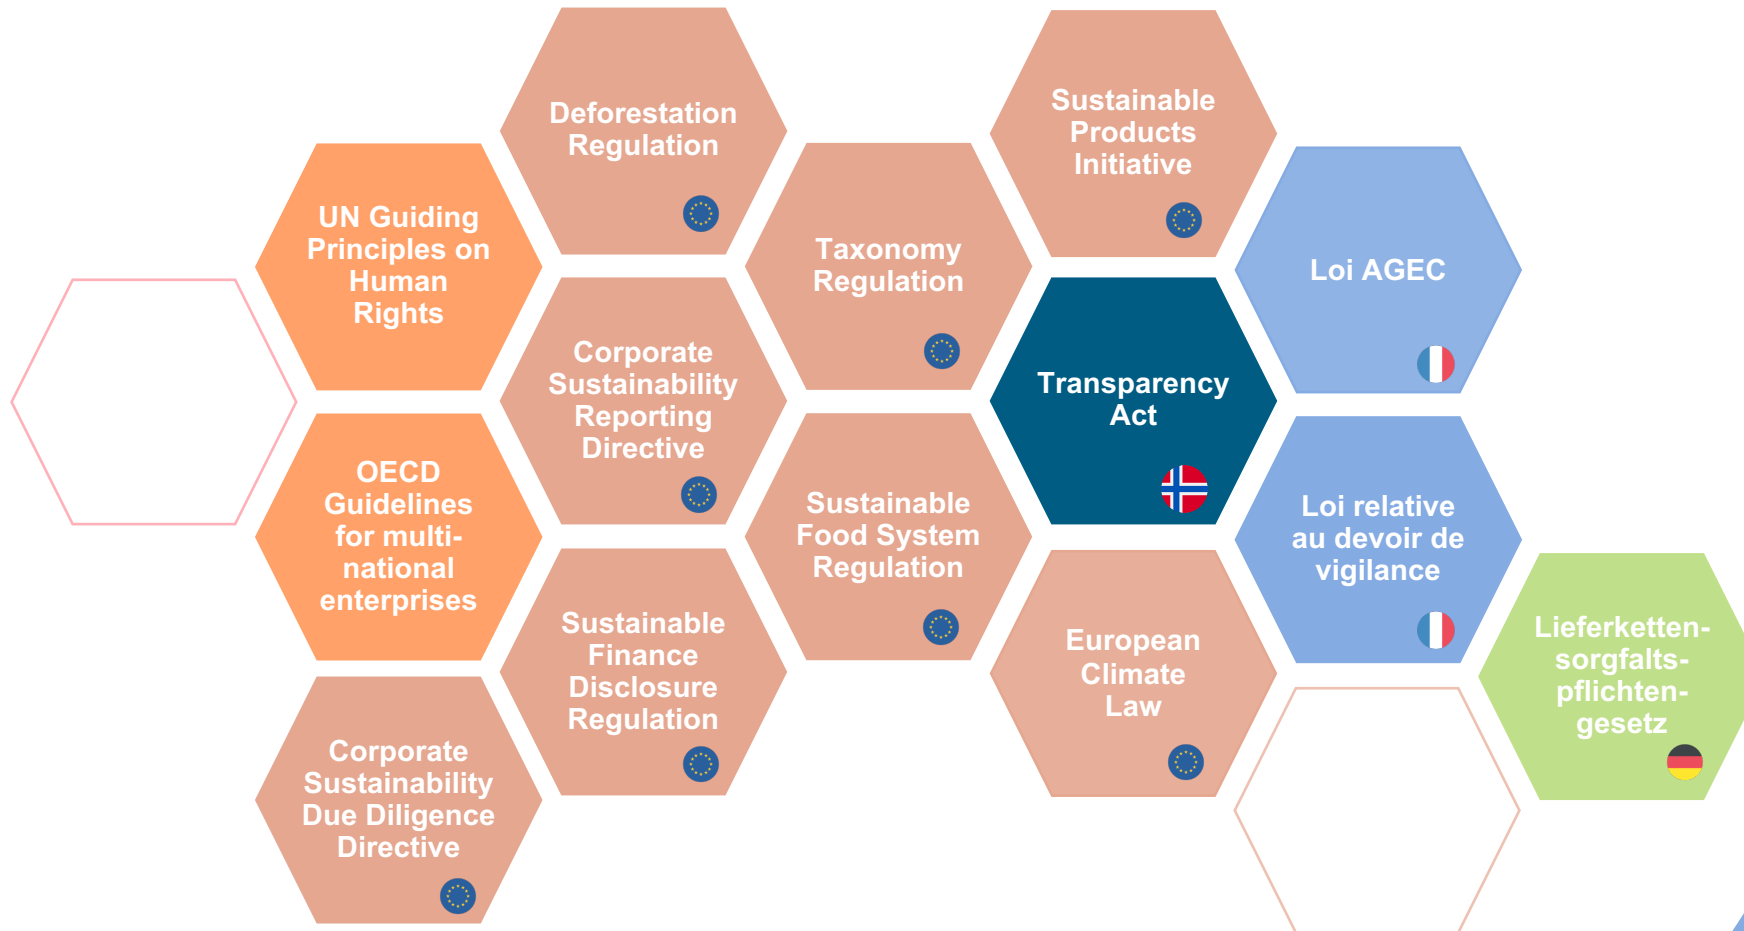 Deforestation
Regulation
Sustainable
Products
Initiative
UN Guiding
Principles on
Human
Rights
Taxonomy
Regulation
Loi AGEC
Corporate
Sustainability
Reporting
Directive
Transparency
Act
OECD
Guidelines
for multi-
national
enterprises
Sustainable
Food System
Regulation
Loi relative
au devoir de
vigilance
Sustainable
Finance
Disclosure
Regulation
European
Climate
Law
Lieferketten-
sorgfalts-
pflichten-
gesetz
Corporate
Sustainability
Due Diligence
Directive